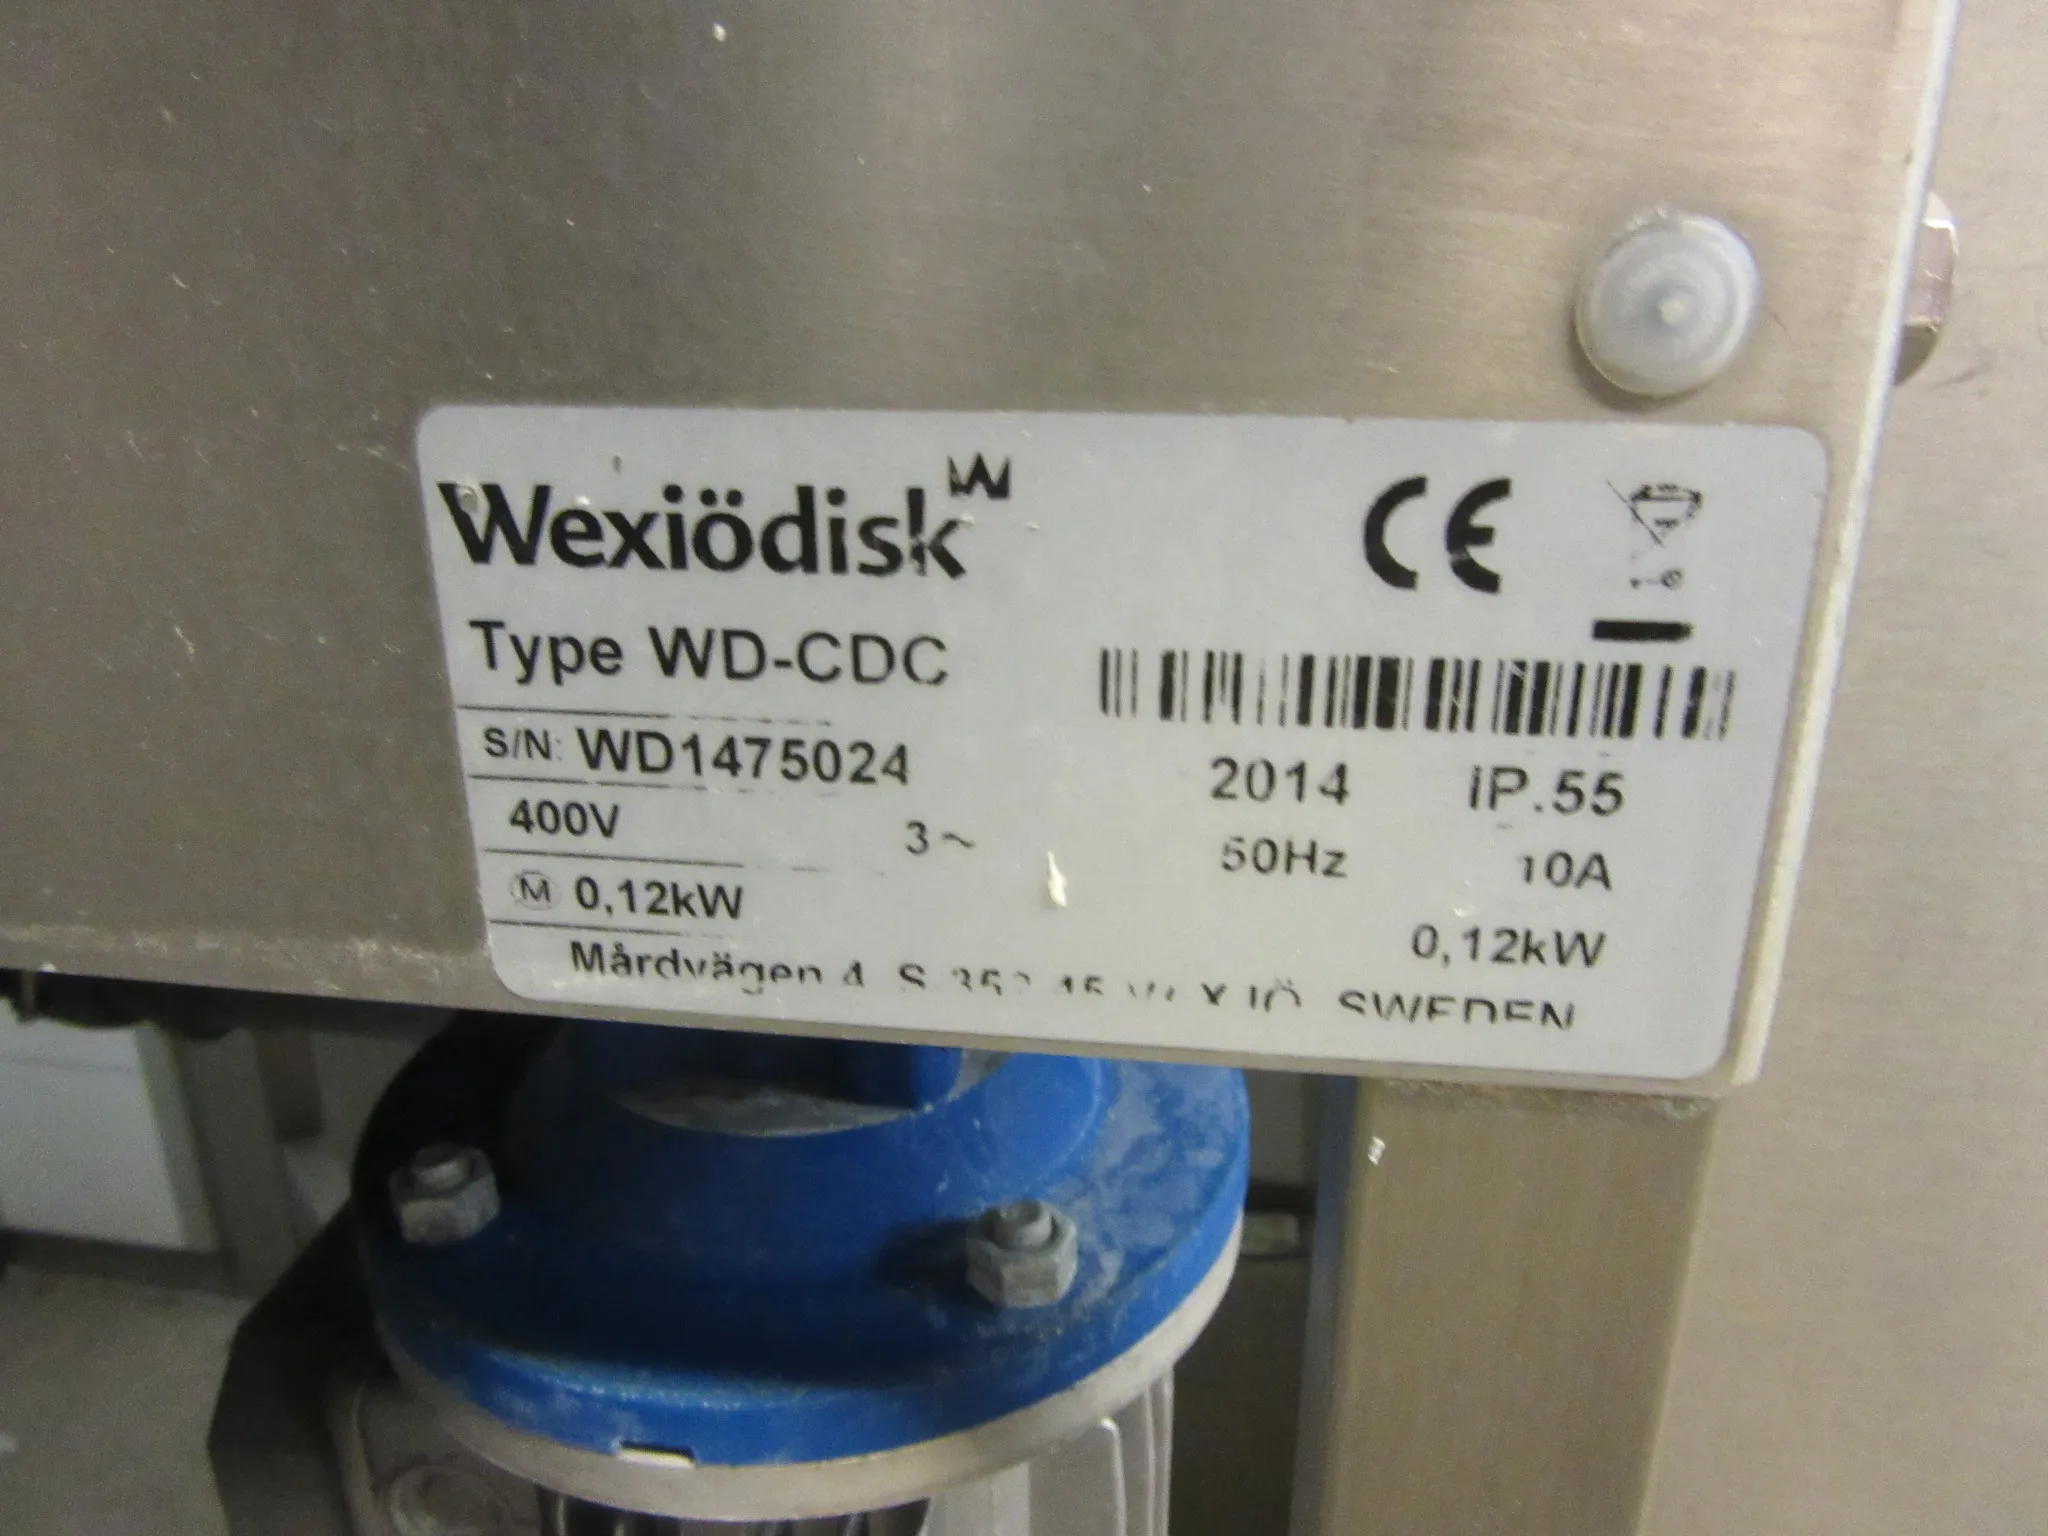 Wexiödisk
CE
Type WD-CDC
S/N: WD1475024
2014 IP.55
400V 3~ 50Hz 10A
M 0,12kW 0,12kW
Mårdvägen 4 SWEDEN